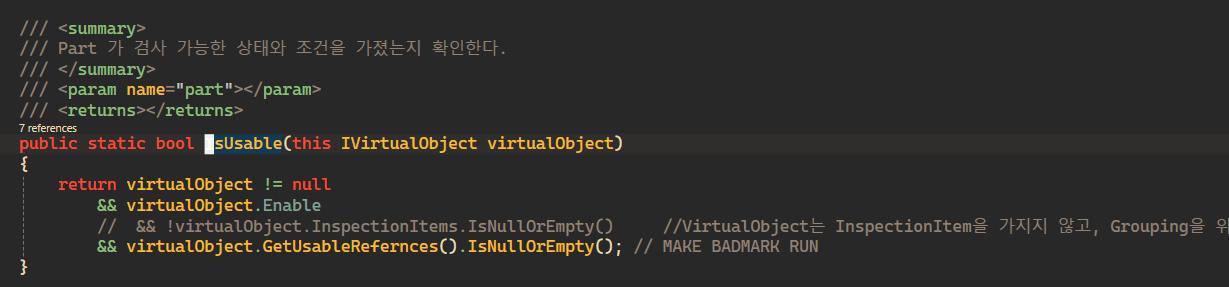 /// <summary>
/// Part 가 검사 가능한 상태와 조건을 가졌는지 확인한다.
/// </summary>
/// <param name="part"></param>
/// <returns></returns>
7 references
public static bool IsUsable(this IVirtualObject virtualObject)
{
return virtualObject != null
&& virtualObject.Enable
// && !virtualObject.InspectionItems.IsNullOrEmpty() //VirtualObject는 InspectionItem을 가지지 않고, Grouping을 위
&& virtualObject.GetUsableRefernces().IsNullOrEmpty(); // MAKE BADMARK RUN
}